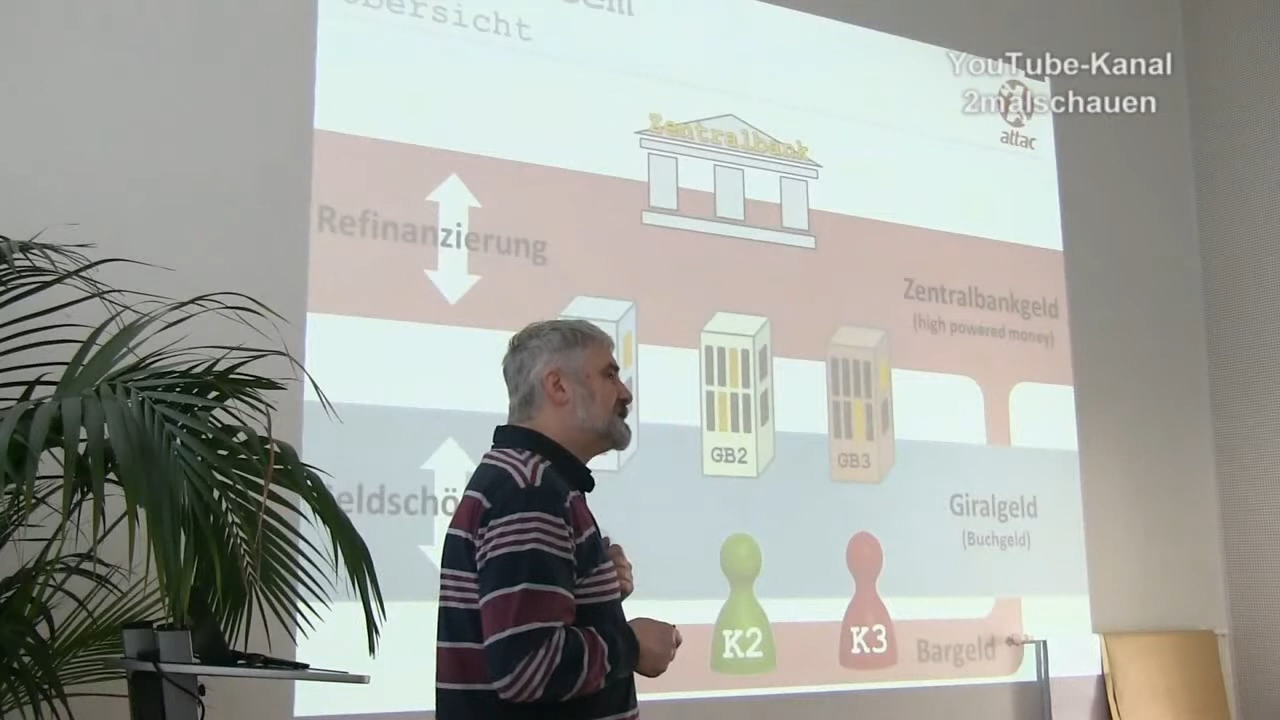 Übersicht
YouTube-Kanal
2malschauen
attac
Zentralbank
Refinanzierung
Zentralbankgeld
(high powered money)
GB2
GB3
Giralgeld
(Buchgeld)
K2
K3
Bargeld